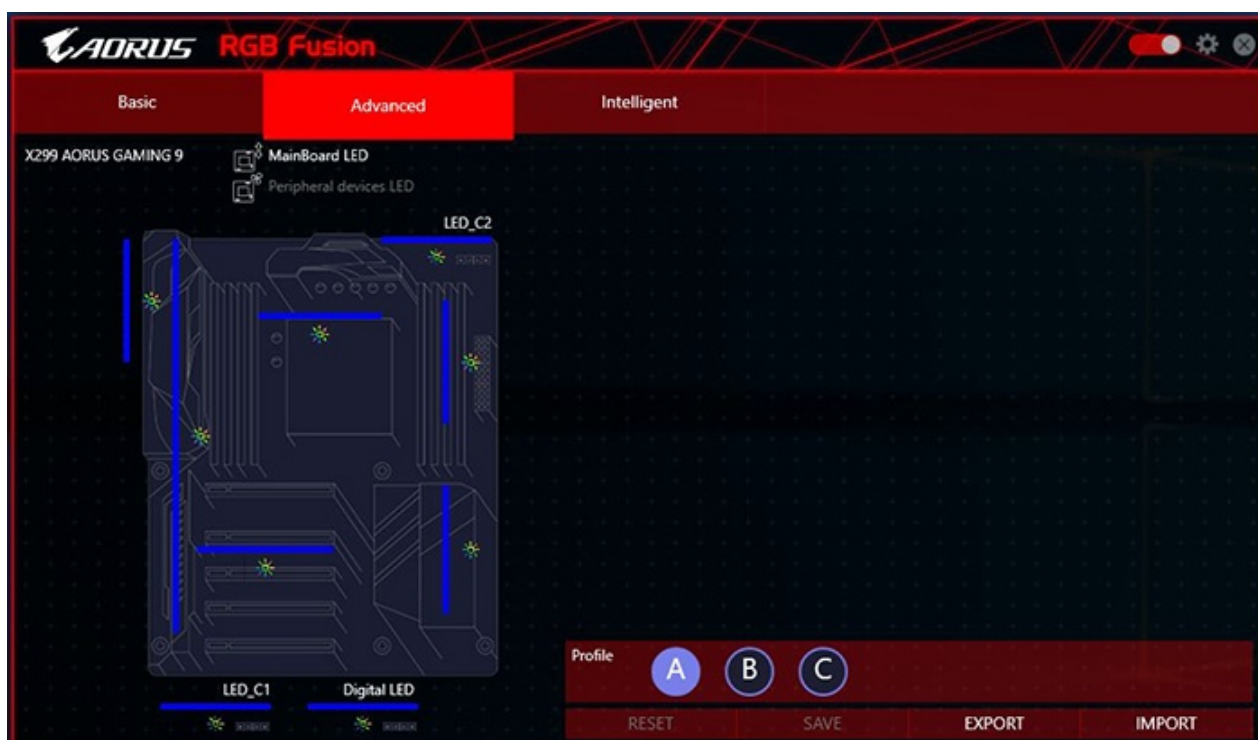 AORUS RGB Fusion
Basic
Advanced
Intelligent
X299 AORUS GAMING 9
MainBoard LED
Peripheral devices LED
LED_C2
LED_C1
Digital LED
Profile
A
B
C
RESET
SAVE
EXPORT
IMPORT